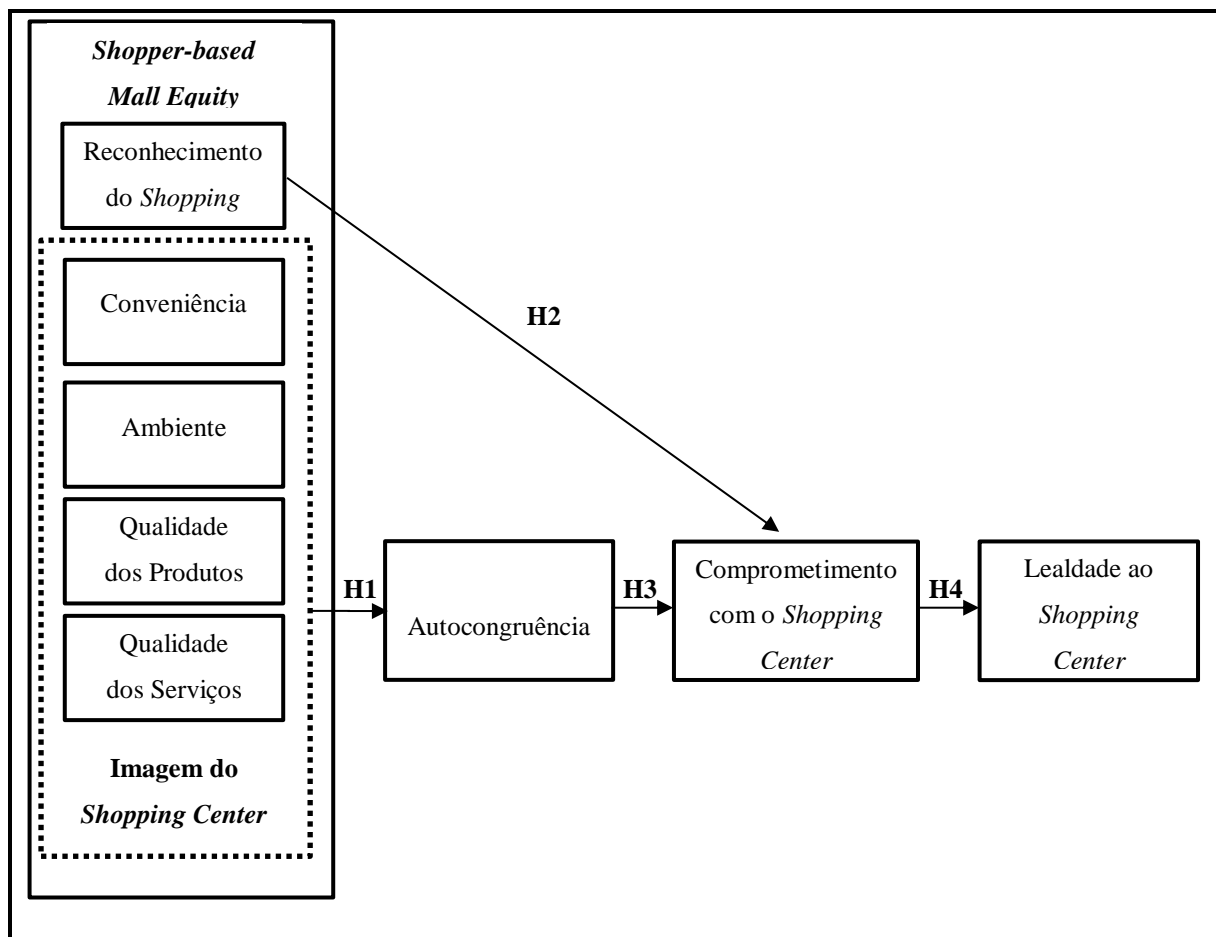 Shopper-based
Mall Equity
Reconhecimento
do Shopping
Conveniência
Ambiente
Qualidade
dos Produtos
Qualidade
dos Serviços
Imagem do
Shopping Center
H1
Autocongruência
H2
H3
Comprometimento
com o Shopping
Center
H4
Lealdade ao
Shopping
Center